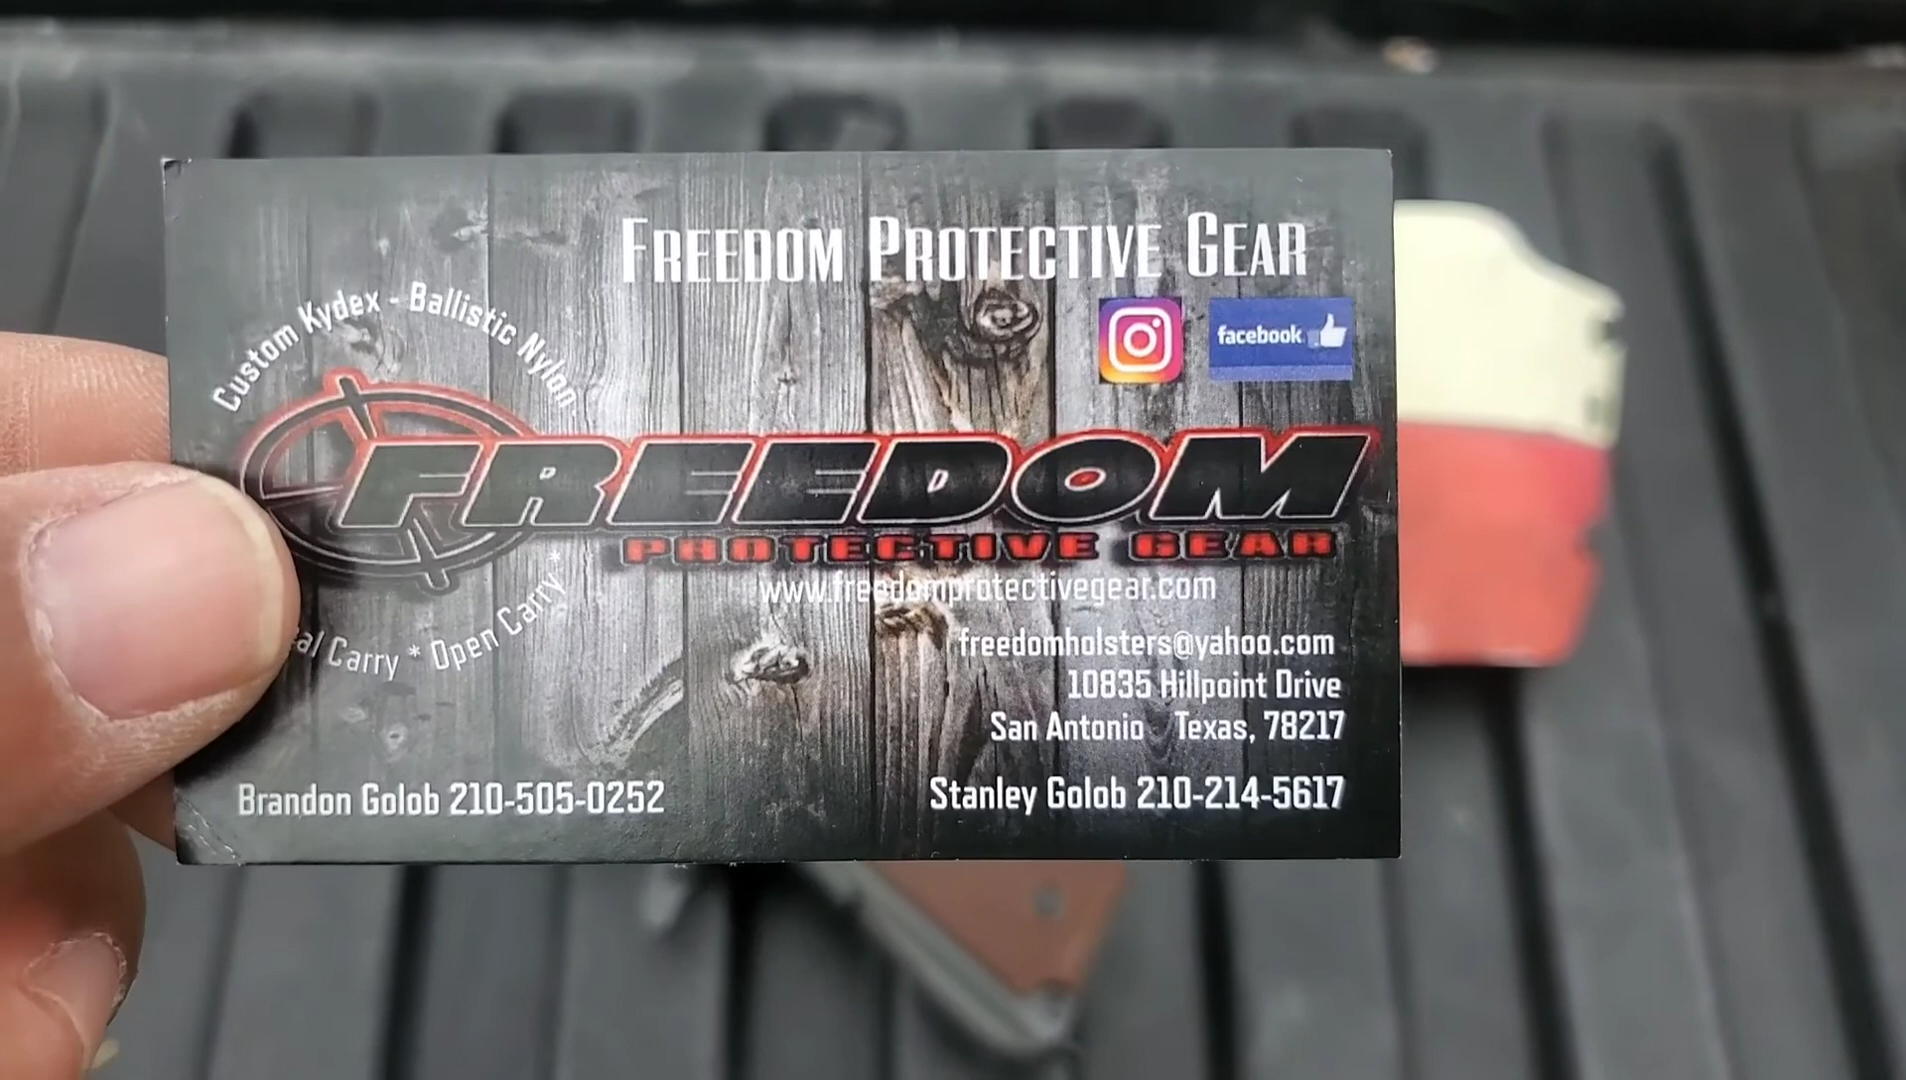 FREEDOM PROTECTIVE GEAR
Custom Kydex - Ballistic Nylon
facebook
FREEDOM
PROTECTIVE GEAR
www.freedomprotectivegear.com
Carry * Open Carry *
freedomholsters@yahoo.com
10835 Hillpoint Drive
San Antonio Texas, 78217
Brandon Golob 210-505-0252
Stanley Golob 210-214-5617